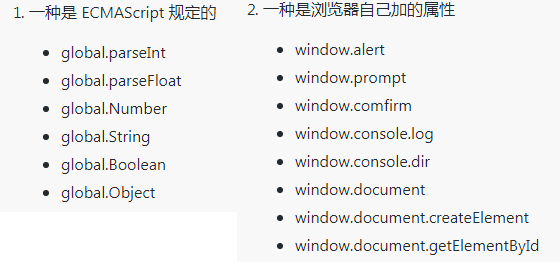 1. 一种是 ECMAScript 规定的
global.parseInt
global.parseFloat
global.Number
global.String
global.Boolean
global.Object
2. 一种是浏览器自己加的属性
window.alert
window.prompt
window.comfirm
window.console.log
window.console.dir
window.document
window.document.createElement
window.document.getElementById